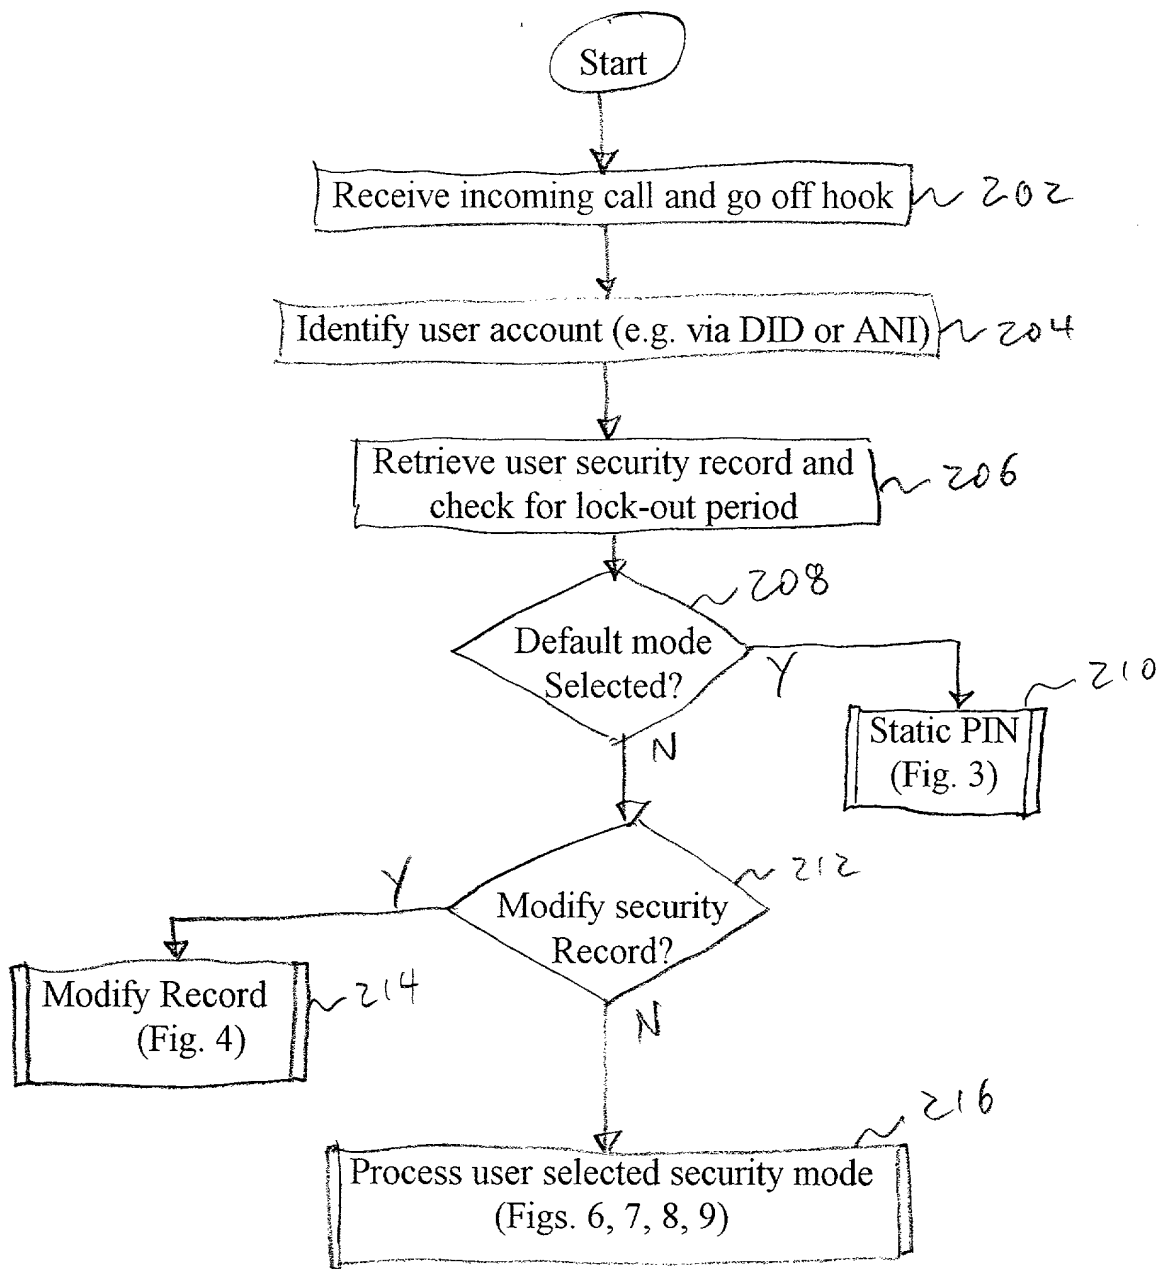 Start
Receive incoming call and go off hook 202
Identify user account (e.g. via DID or ANI) 204
Retrieve user security record and
check for lock-out period
206
208
Default mode
Selected?
Y
N
210
Static PIN
(Fig. 3)
212
Y
Modify security
Record?
N
Modify Record
(Fig. 4)
214
216
Process user selected security mode
(Figs. 6, 7, 8, 9)